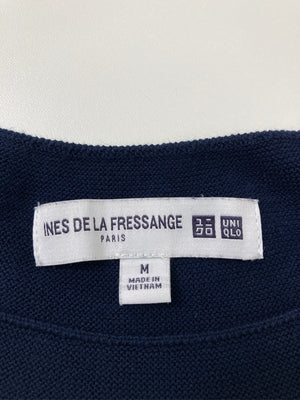 INES DE LA FRESSANGE
PARIS
ユニ
クロ
UNI
QLO
M
MADE IN
VIETNAM